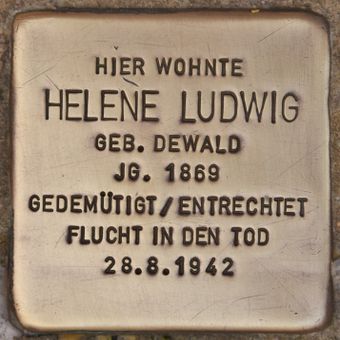 HIER WOHNTE
HELENE LUDWIG
GEB. DEWALD
JG. 1869
GEDEMÜTIGT/ENTRECHTET
FLUCHT IN DEN TOD
28.8.1942